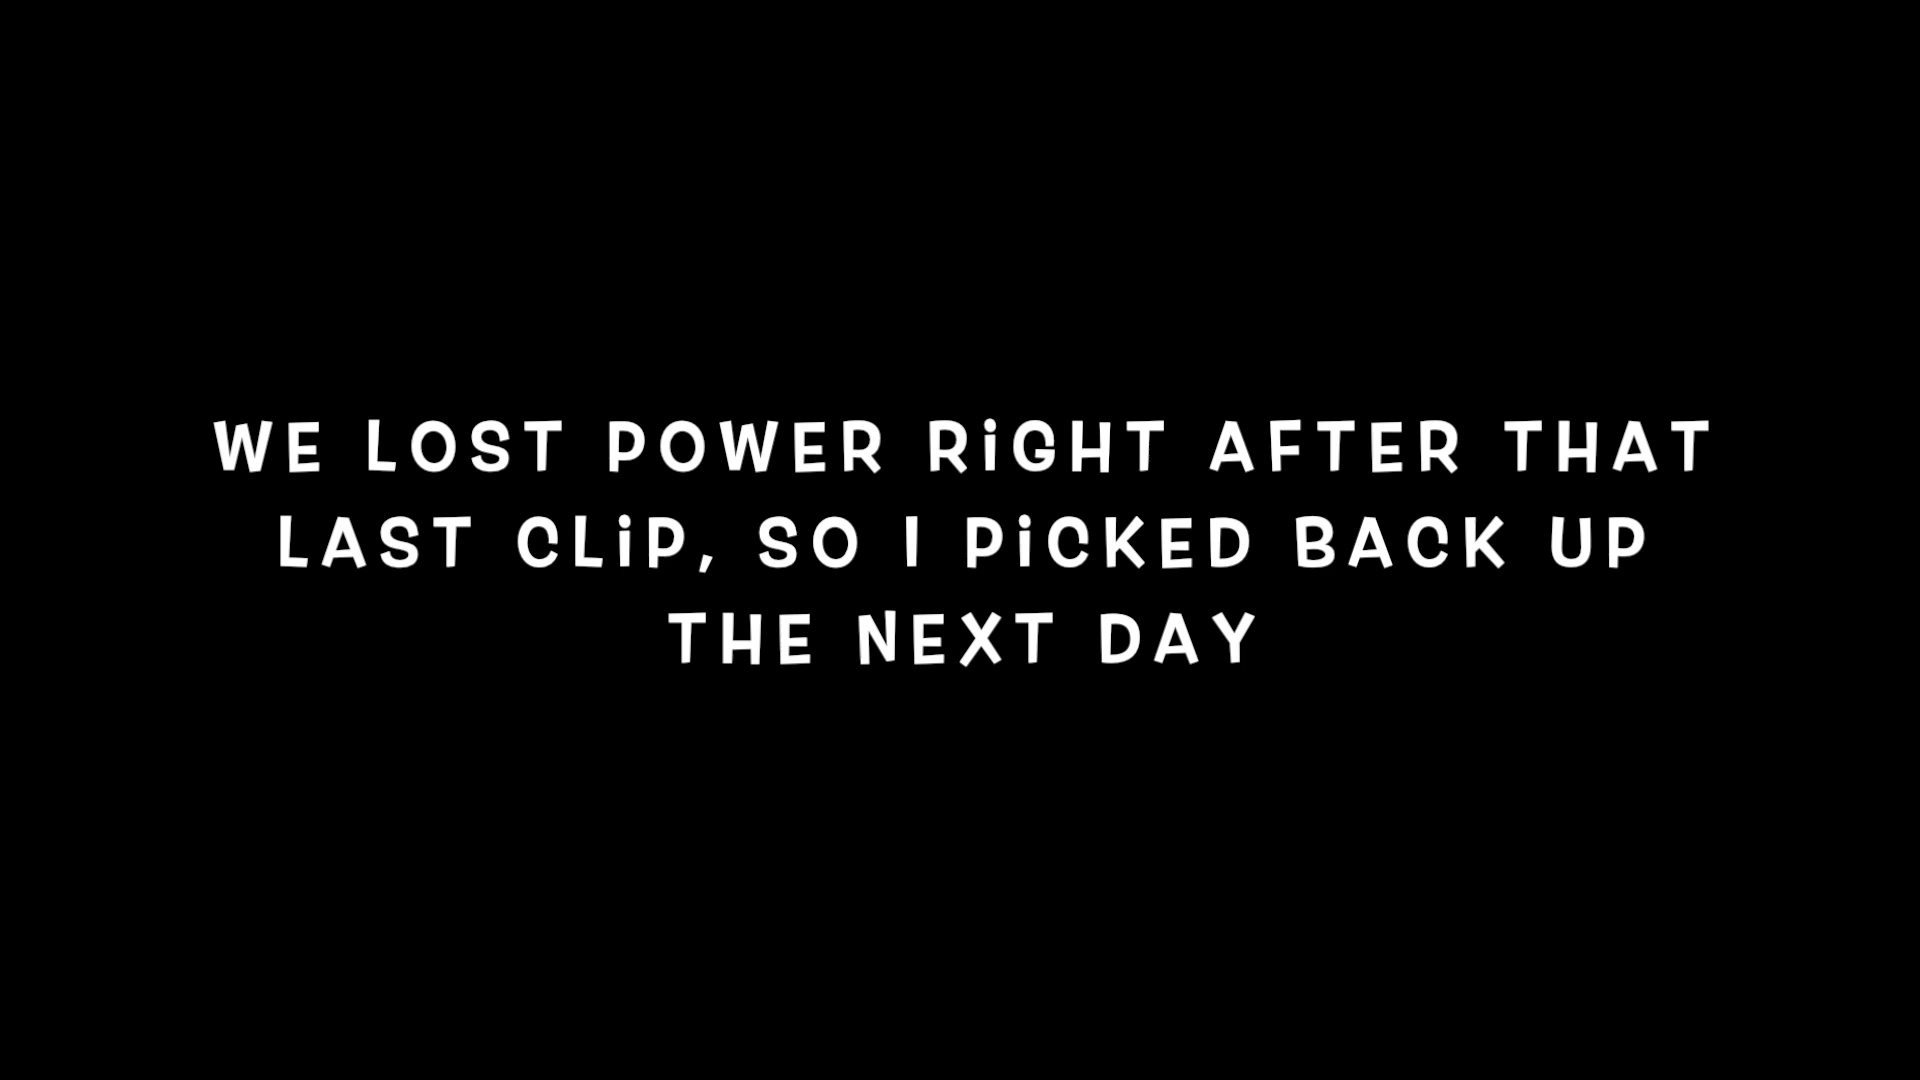 WE LOST POWER RiGHT AFTER THAT
LAST CLiP, SO I PiCKED BACK UP
THE NEXT DAY